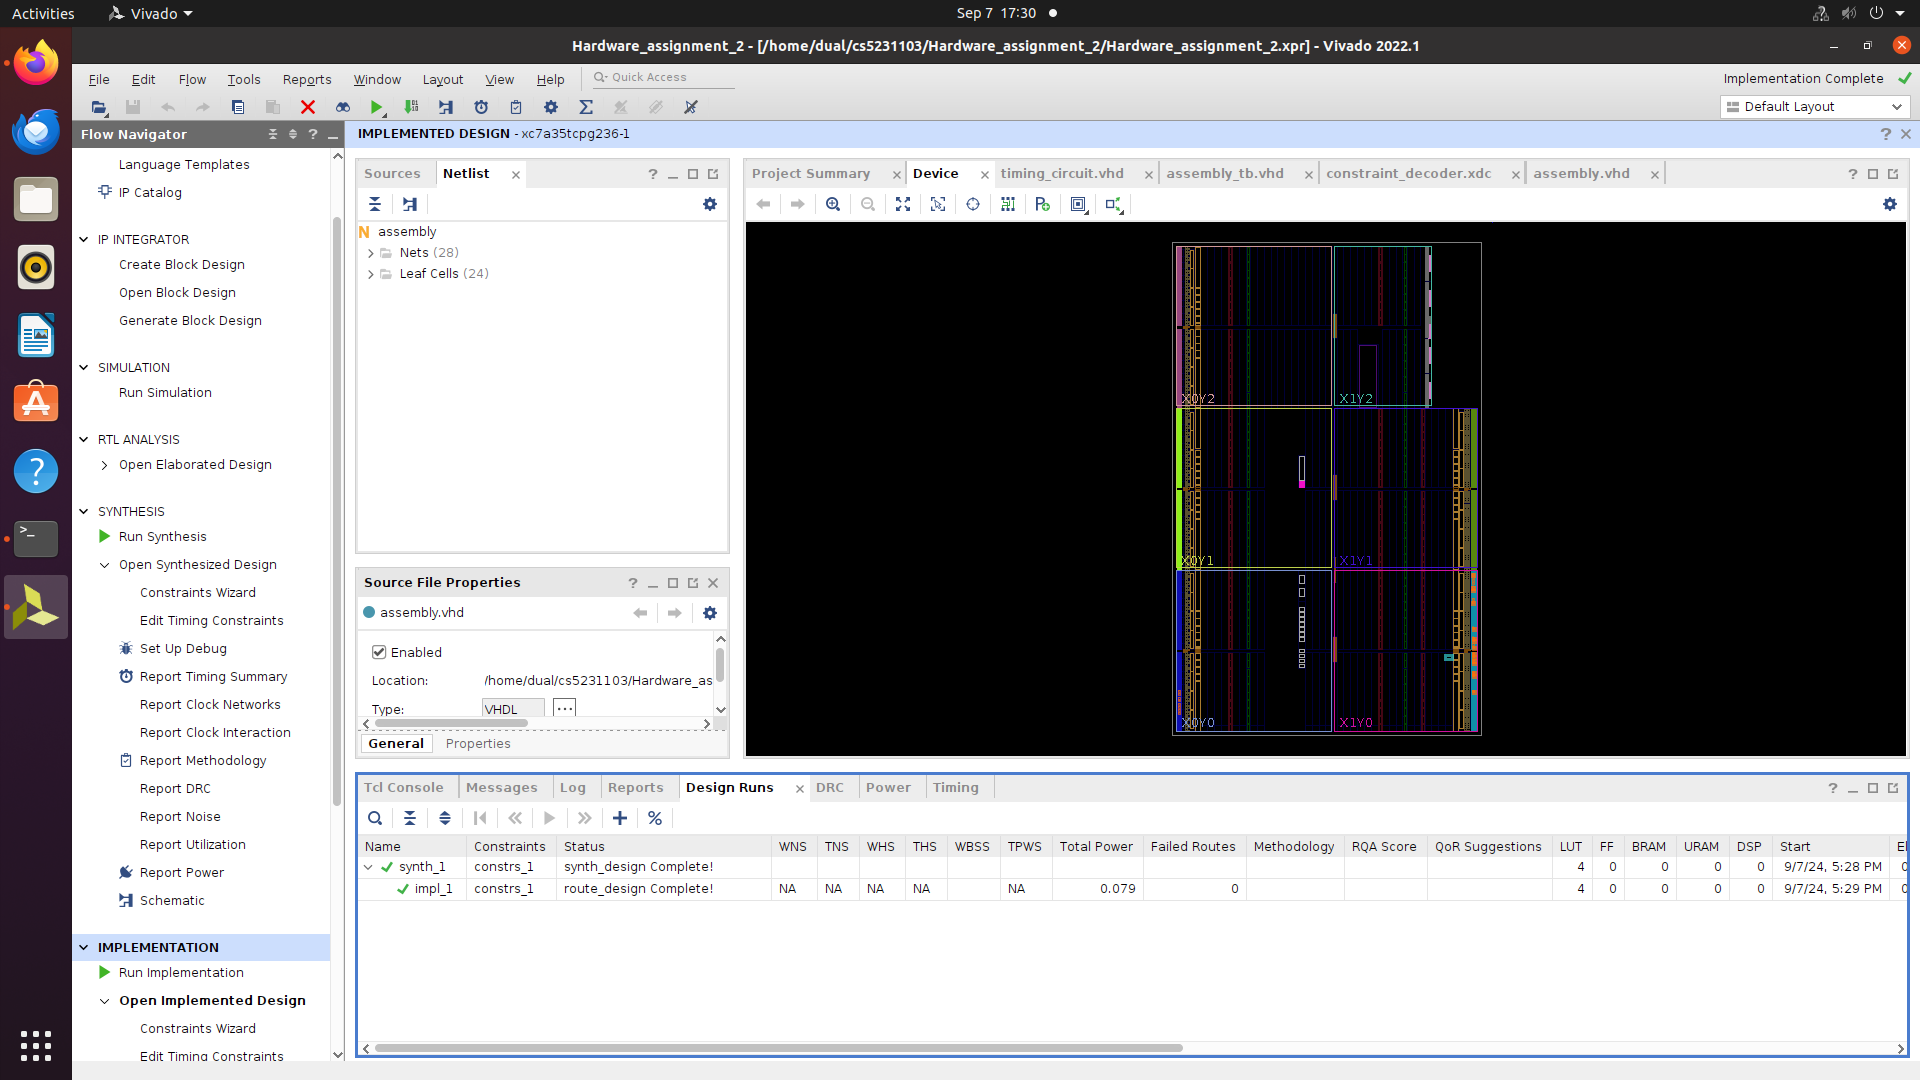 Activities
Vivado
Sep 7 17:30
Hardware_assignment_2 - [/home/dual/cs5231103/Hardware_assignment_2/Hardware_assignment_2.xpr] - Vivado 2022.1
File Edit Flow Tools Reports Window Layout View Help
Quick Access
Implementation Complete
Default Layout
Flow Navigator
Language Templates
IP Catalog
IP INTEGRATOR
Create Block Design
Open Block Design
Generate Block Design
SIMULATION
Run Simulation
RTL ANALYSIS
Open Elaborated Design
SYNTHESIS
Run Synthesis
Open Synthesized Design
Constraints Wizard
Edit Timing Constraints
Set Up Debug
Report Timing Summary
Report Clock Networks
Report Clock Interaction
Report Methodology
Report DRC
Report Noise
Report Utilization
Report Power
Schematic
IMPLEMENTATION
Run Implementation
Open Implemented Design
Constraints Wizard
Edit Timing Constraints
IMPLEMENTED DESIGN - xc7a35tcpg236-1
Sources Netlist
N assembly
Nets (28)
Leaf Cells (24)
Source File Properties
assembly.vhd
Enabled
Location: /home/dual/cs5231103/Hardware_as
Type: VHDL
General Properties
Project Summary Device timing_circuit.vhd assembly_tb.vhd constraint_decoder.xdc assembly.vhd
X0Y2 X1Y2
X0Y1 X1Y1
X0Y0 X1Y0
Tcl Console Messages Log Reports Design Runs DRC Power Timing
Name Constraints Status WNS TNS WHS THS WBSS TPWS Total Power Failed Routes Methodology RQA Score QoR Suggestions LUT FF BRAM URAM DSP Start El
synth_1 constrs_1 synth_design Complete! 4 0 0 0 0 9/7/24, 5:28 PM 0
impl_1 constrs_1 route_design Complete! NA NA NA NA NA 0.079 0 4 0 0 0 0 9/7/24, 5:29 PM 0